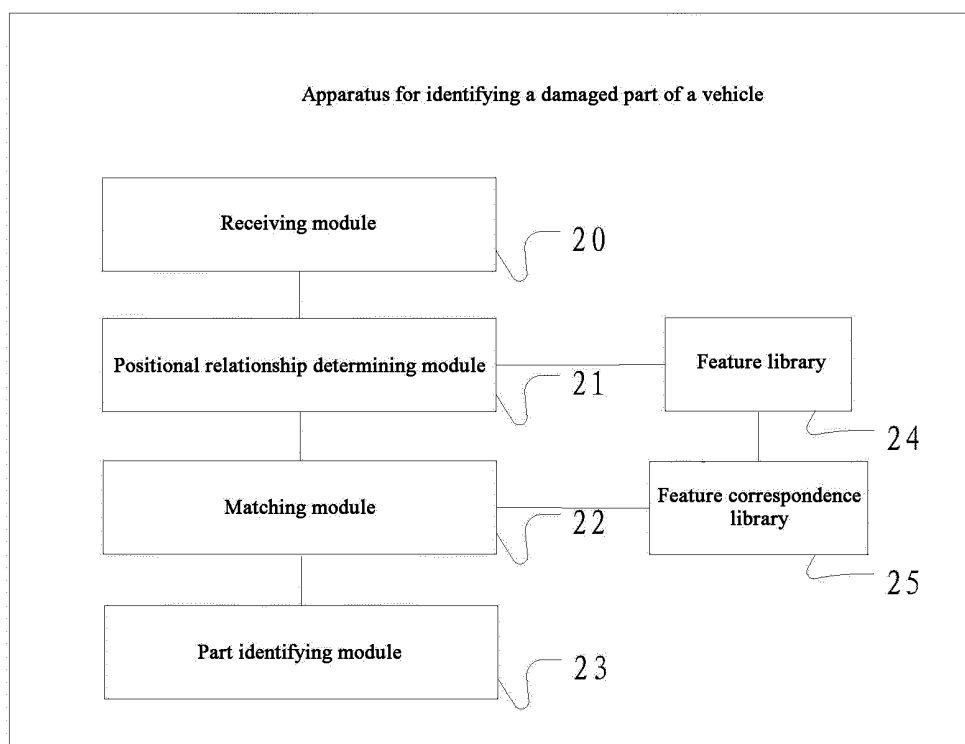 Apparatus for identifying a damaged part of a vehicle
Receiving module
20
Positional relationship determining module
21
Feature library
24
Matching module
22
Feature correspondence
library
25
Part identifying module
23